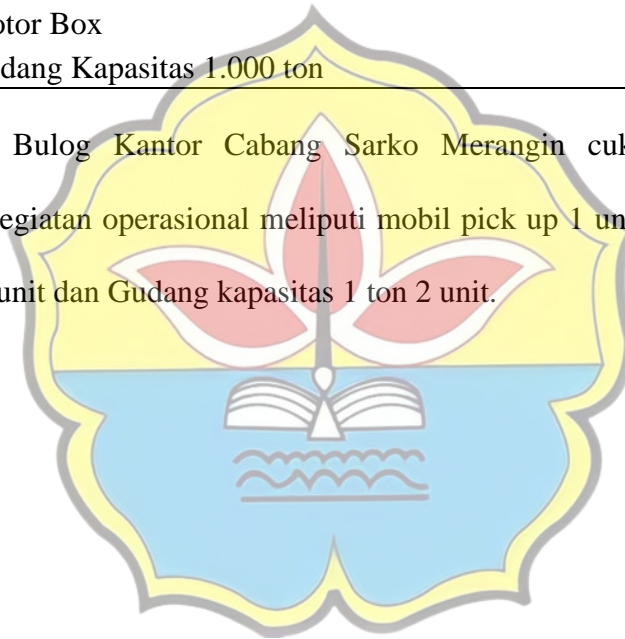 otor Box
dang Kapasitas 1.000 ton
Bulog Kantor Cabang Sarko Merangin cuk
egiatan operasional meliputi mobil pick up 1 un
unit dan Gudang kapasitas 1 ton 2 unit.